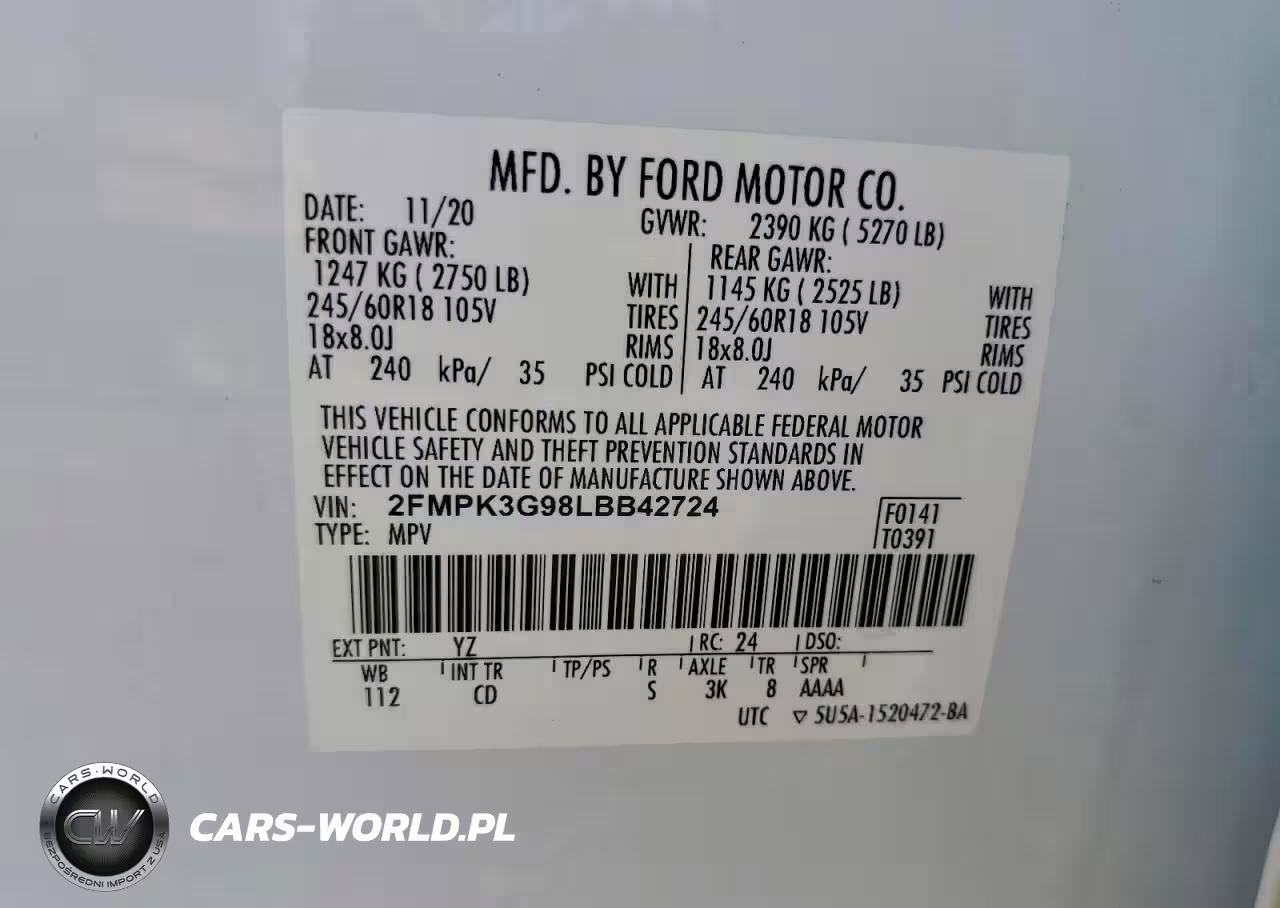 MFD. BY FORD MOTOR CO.
DATE: 11/20 GVWR: 2390 KG ( 5270 LB)
FRONT GAWR: REAR GAWR:
1247 KG ( 2750 LB) WITH 1145 KG ( 2525 LB) WITH
245/60R18 105V TIRES 245/60R18 105V TIRES
18x8.0J RIMS 18x8.0J RIMS
AT 240 kPa/ 35 PSI COLD AT 240 kPa/ 35 PSI COLD
THIS VEHICLE CONFORMS TO ALL APPLICABLE FEDERAL MOTOR
VEHICLE SAFETY AND THEFT PREVENTION STANDARDS IN
EFFECT ON THE DATE OF MANUFACTURE SHOWN ABOVE.
VIN: 2FMPK3G98LBB42724 F0141
TYPE: MPV T0391
EXT PNT: YZ RC: 24 DSO:
WB INT TR TP/PS R AXLE TR SPR
112 CD S 3K 8 AAAA
UTC ▽ 5U5A-1520472-BA
CARS-WORLD
CW
BEZPOŚREDNI IMPORT Z USA
CARS-WORLD.PL